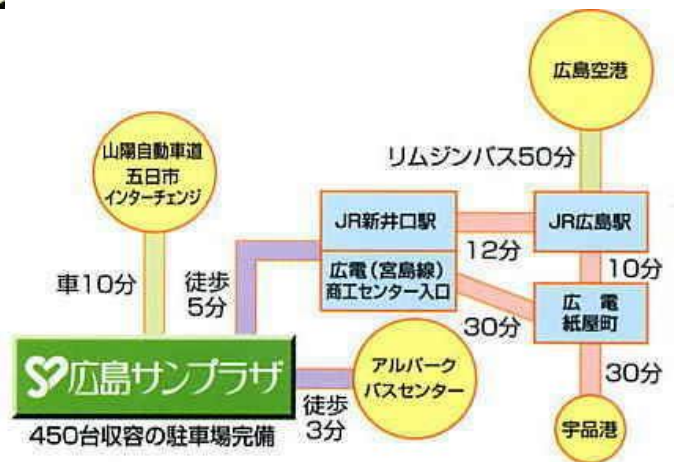 広島空港
山陽自動車道
五日市
インターチェンジ
リムジンバス50分
JR新井口駅
JR広島駅
12分
広電（宮島線）
商工センター入口
10分
車10分
徒歩
5分
広 電
紙屋町
30分
広島サンプラザ
アルパーク
バスセンター
30分
徒歩
3分
450台収容の駐車場完備
宇品港